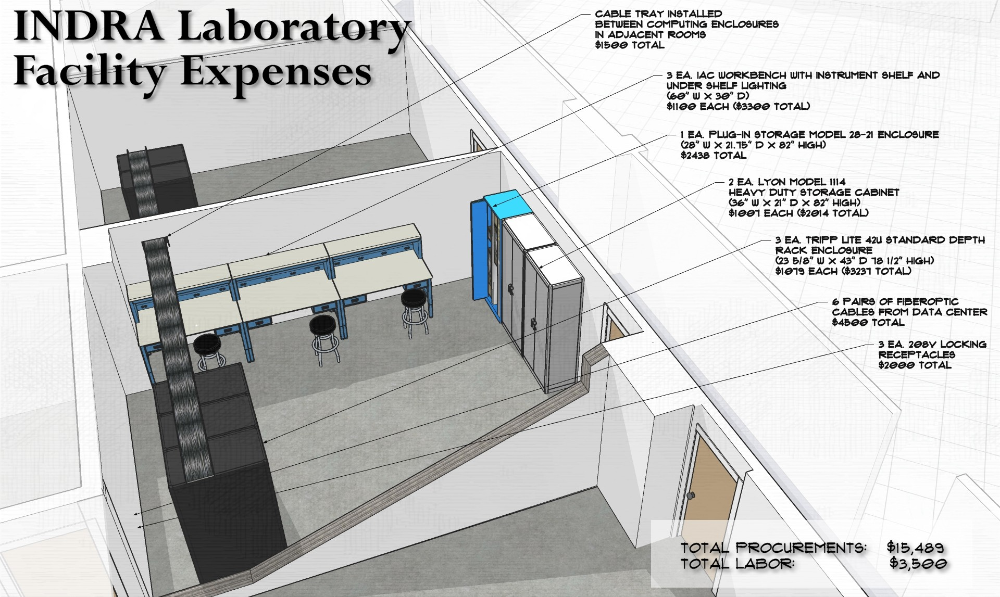 INDRA Laboratory
Facility Expenses
CABLE TRAY INSTALLED
BETWEEN COMPUTING ENCLOSURES
IN ADJACENT ROOMS
$1500 TOTAL
3 EA. IAC WORKBENCH WITH INSTRUMENT SHELF AND
UNDER SHELF LIGHTING
(60" W X 30" D)
$1100 EACH ($3300 TOTAL)
1 EA. PLUG-IN STORAGE MODEL 28-21 ENCLOSURE
(28" W X 21.75" D X 82" HIGH)
$2438 TOTAL
2 EA. LYON MODEL 1114
HEAVY DUTY STORAGE CABINET
(36" W X 21" D X 82" HIGH)
$1007 EACH ($2014 TOTAL)
3 EA. TRIPP LITE 42U STANDARD DEPTH
RACK ENCLOSURE
(23 5/8" W X 43" D 78 1/2" HIGH)
$1079 EACH ($3237 TOTAL)
6 PAIRS OF FIBEROPTIC
CABLES FROM DATA CENTER
$4500 TOTAL
3 EA. 208V LOCKING
RECEPTACLES
$2000 TOTAL
TOTAL PROCUREMENTS: $15,489
TOTAL LABOR: $3,500